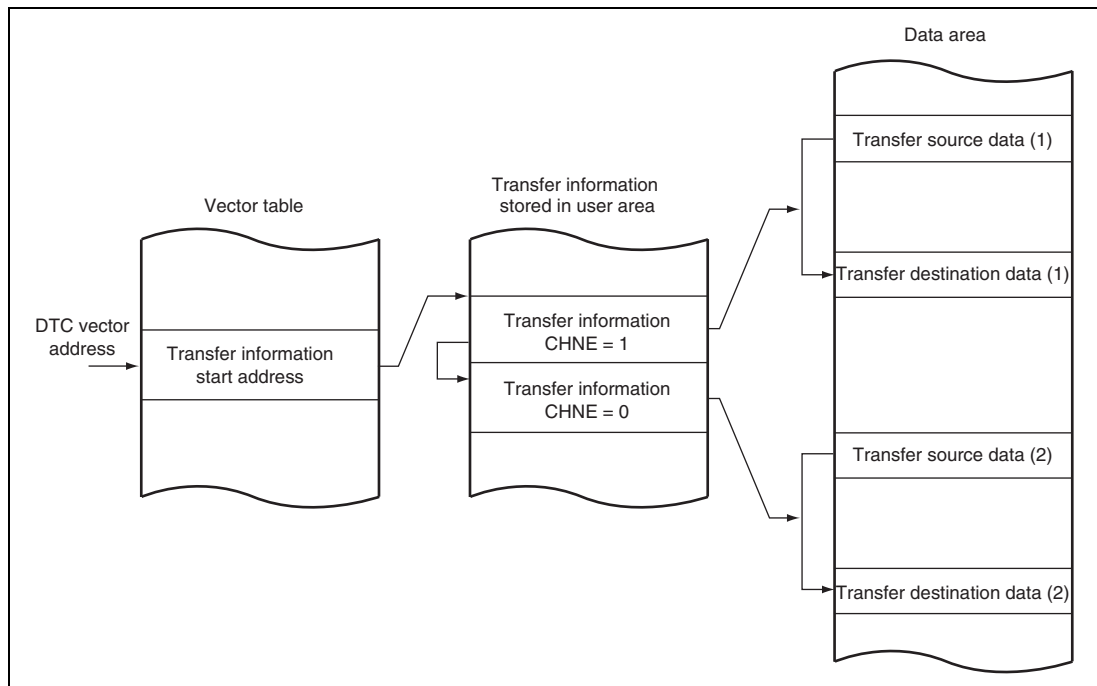 Data area
Transfer source data (1)
Transfer destination data (1)
Transfer source data (2)
Transfer destination data (2)
Transfer information
stored in user area
Transfer information
CHNE = 1
Transfer information
CHNE = 0
Vector table
Transfer information
start address
DTC vector
address